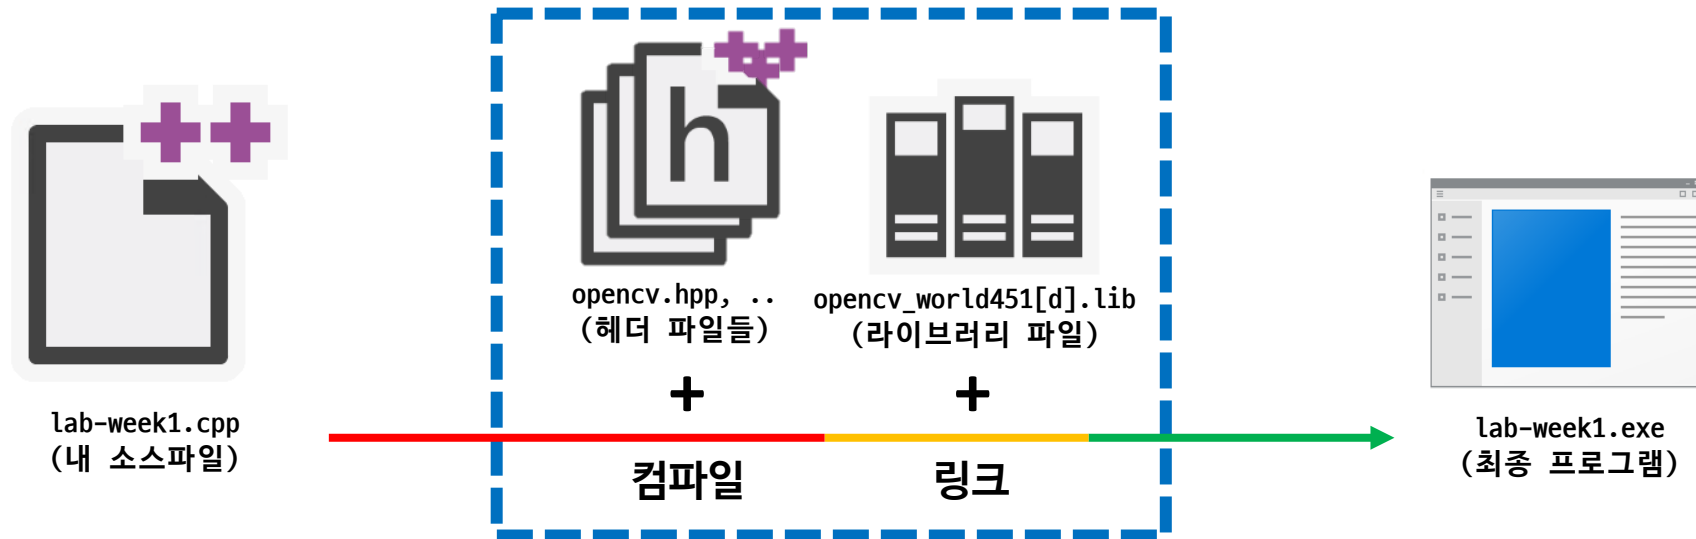 h
opencv.hpp, ..
(헤더 파일들)
opencv_world451[d].lib
(라이브러리 파일)
+
+
lab-week1.cpp
(내 소스파일)
컴파일
링크
lab-week1.exe
(최종 프로그램)